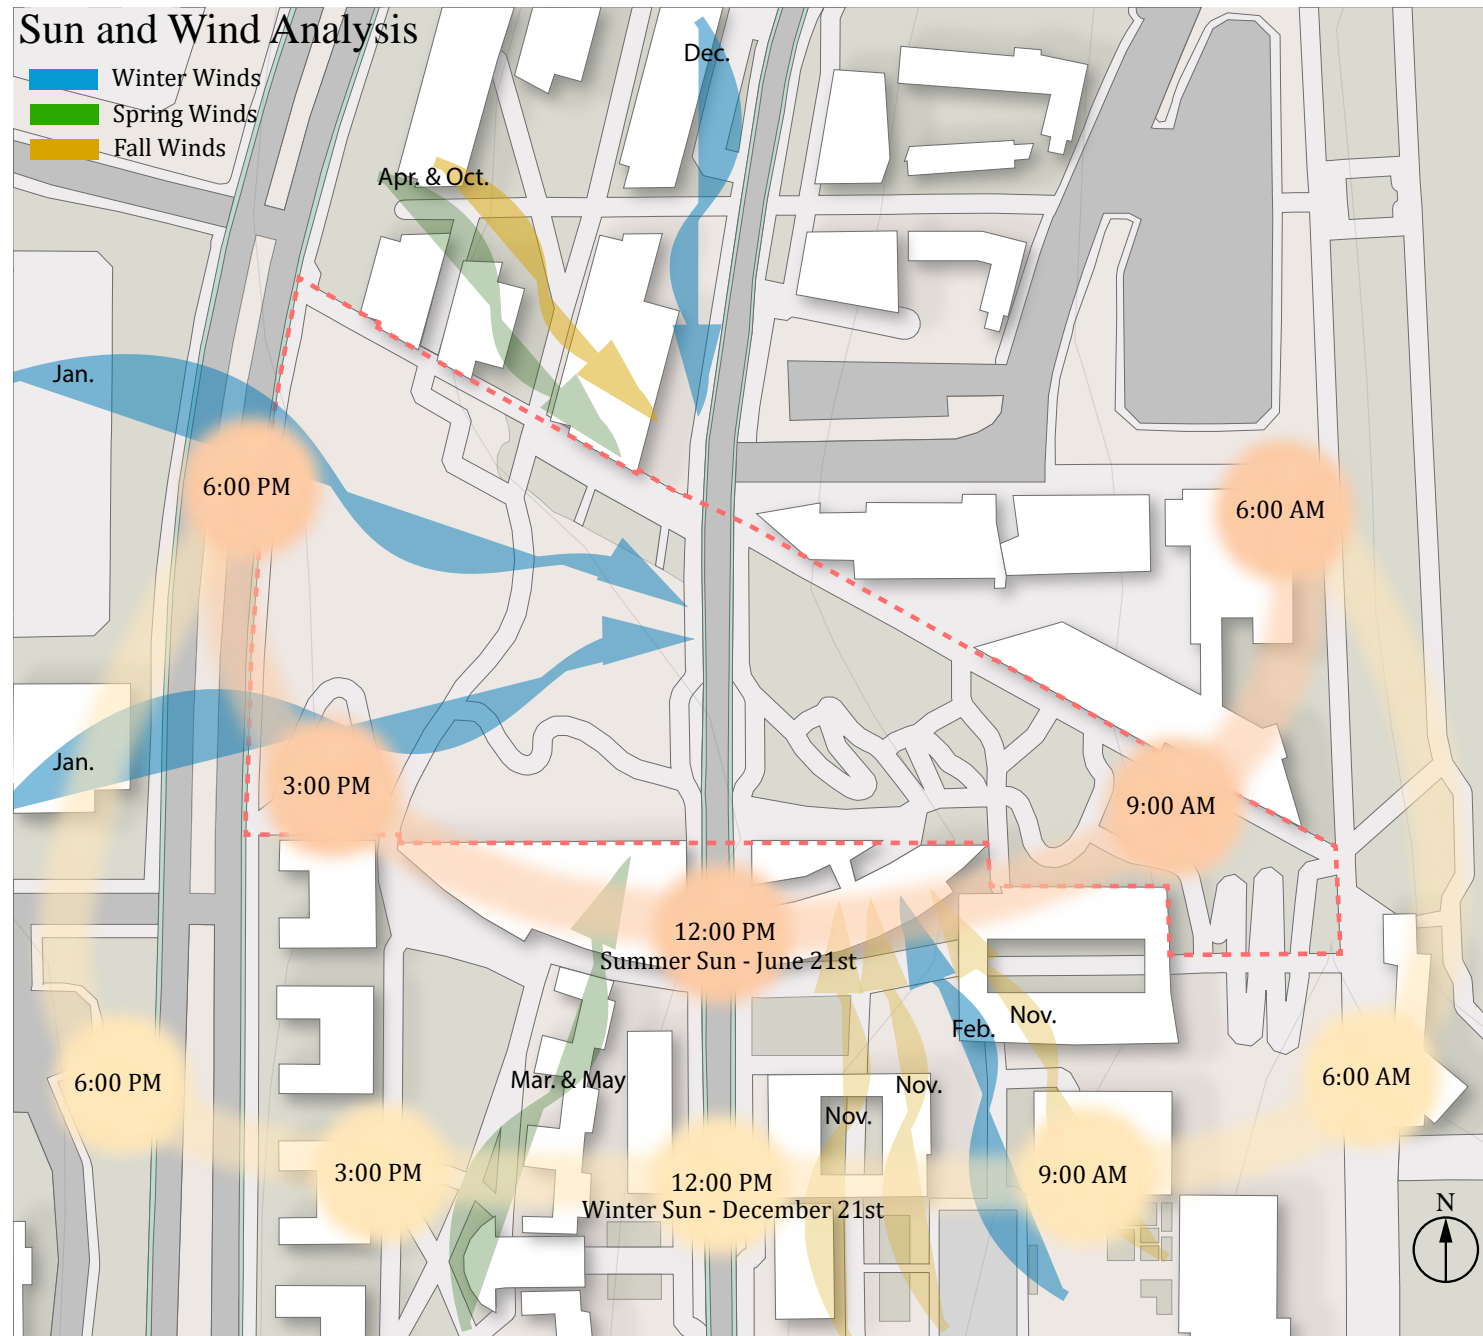 Sun and Wind Analysis
Winter Winds
Spring Winds
Fall Winds
Dec.
Apr. & Oct.
Jan.
6:00 PM
6:00 AM
Jan.
3:00 PM
9:00 AM
12:00 PM
Summer Sun - June 21st
Feb.
Nov.
6:00 PM
Mar. & May
Nov.
Nov.
6:00 AM
3:00 PM
12:00 PM
Winter Sun - December 21st
9:00 AM
N